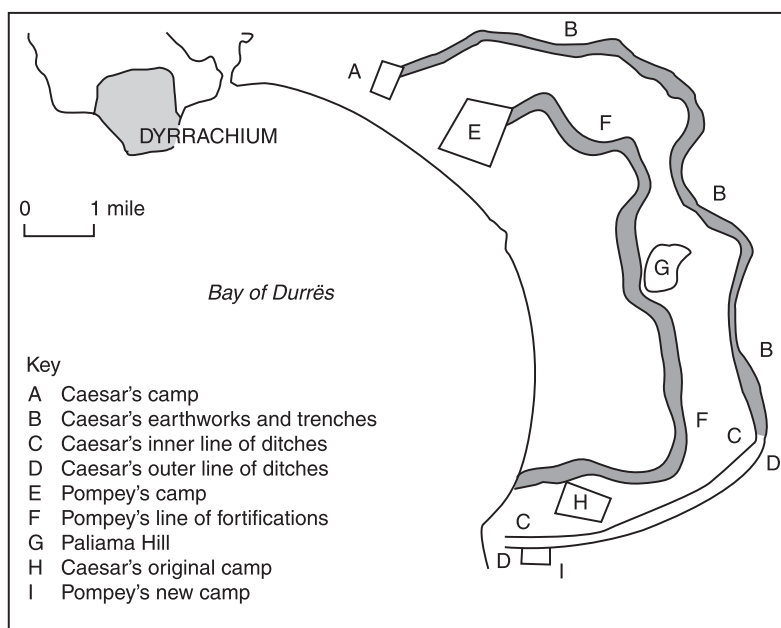 B
A
E
F
DYRRACHIUM
B
0 1 mile
G
Bay of Durrës
B
Key
A Caesar's camp
B Caesar's earthworks and trenches
C Caesar's inner line of ditches
D Caesar's outer line of ditches
E Pompey's camp
F Pompey's line of fortifications
G Paliama Hill
H Caesar's original camp
I Pompey's new camp
F
C
D
H
C
D
I